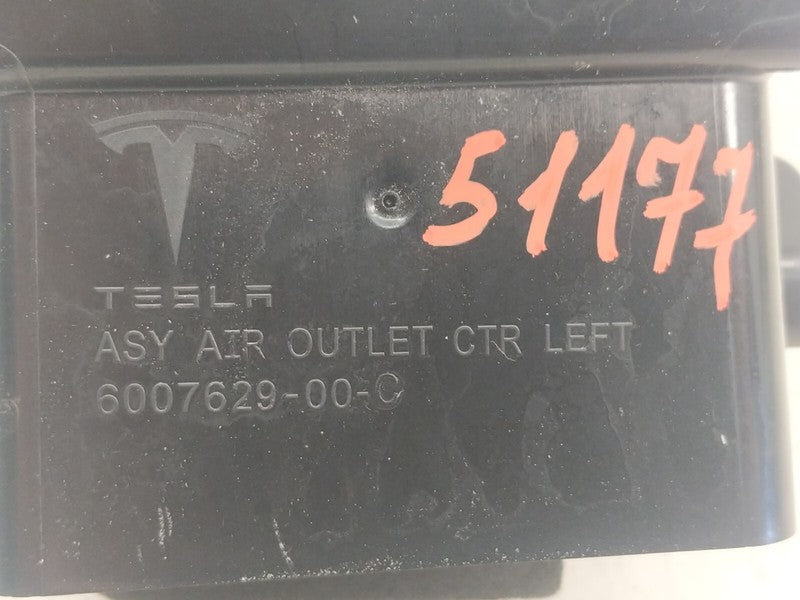 51177
TESLA
ASY AIR OUTLET CTR LEFT
6007629-00-C